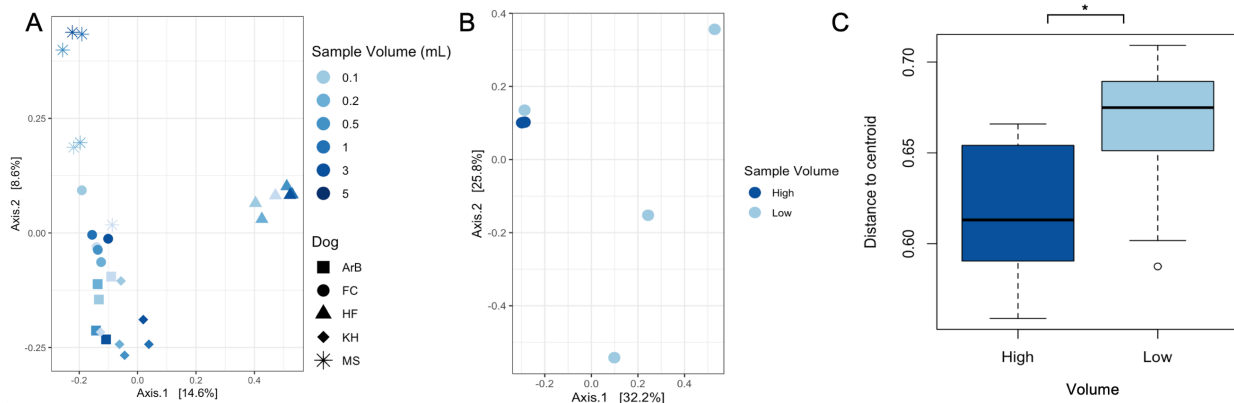 A
Axis.2 [8.6%]
0.25
0.00
-0.25
-0.2 0.0 0.2 0.4
Axis.1 [14.6%]
Sample Volume (mL)
0.1
0.2
0.5
1
3
5
Dog
ArB
FC
HF
KH
MS
B
Axis.2 [25.8%]
0.2
0.0
-0.2
-0.4
-0.2 0.0 0.2 0.4
Axis.1 [32.2%]
Sample Volume
High
Low
C
*
Distance to centroid
0.70
0.65
0.60
High Low
Volume